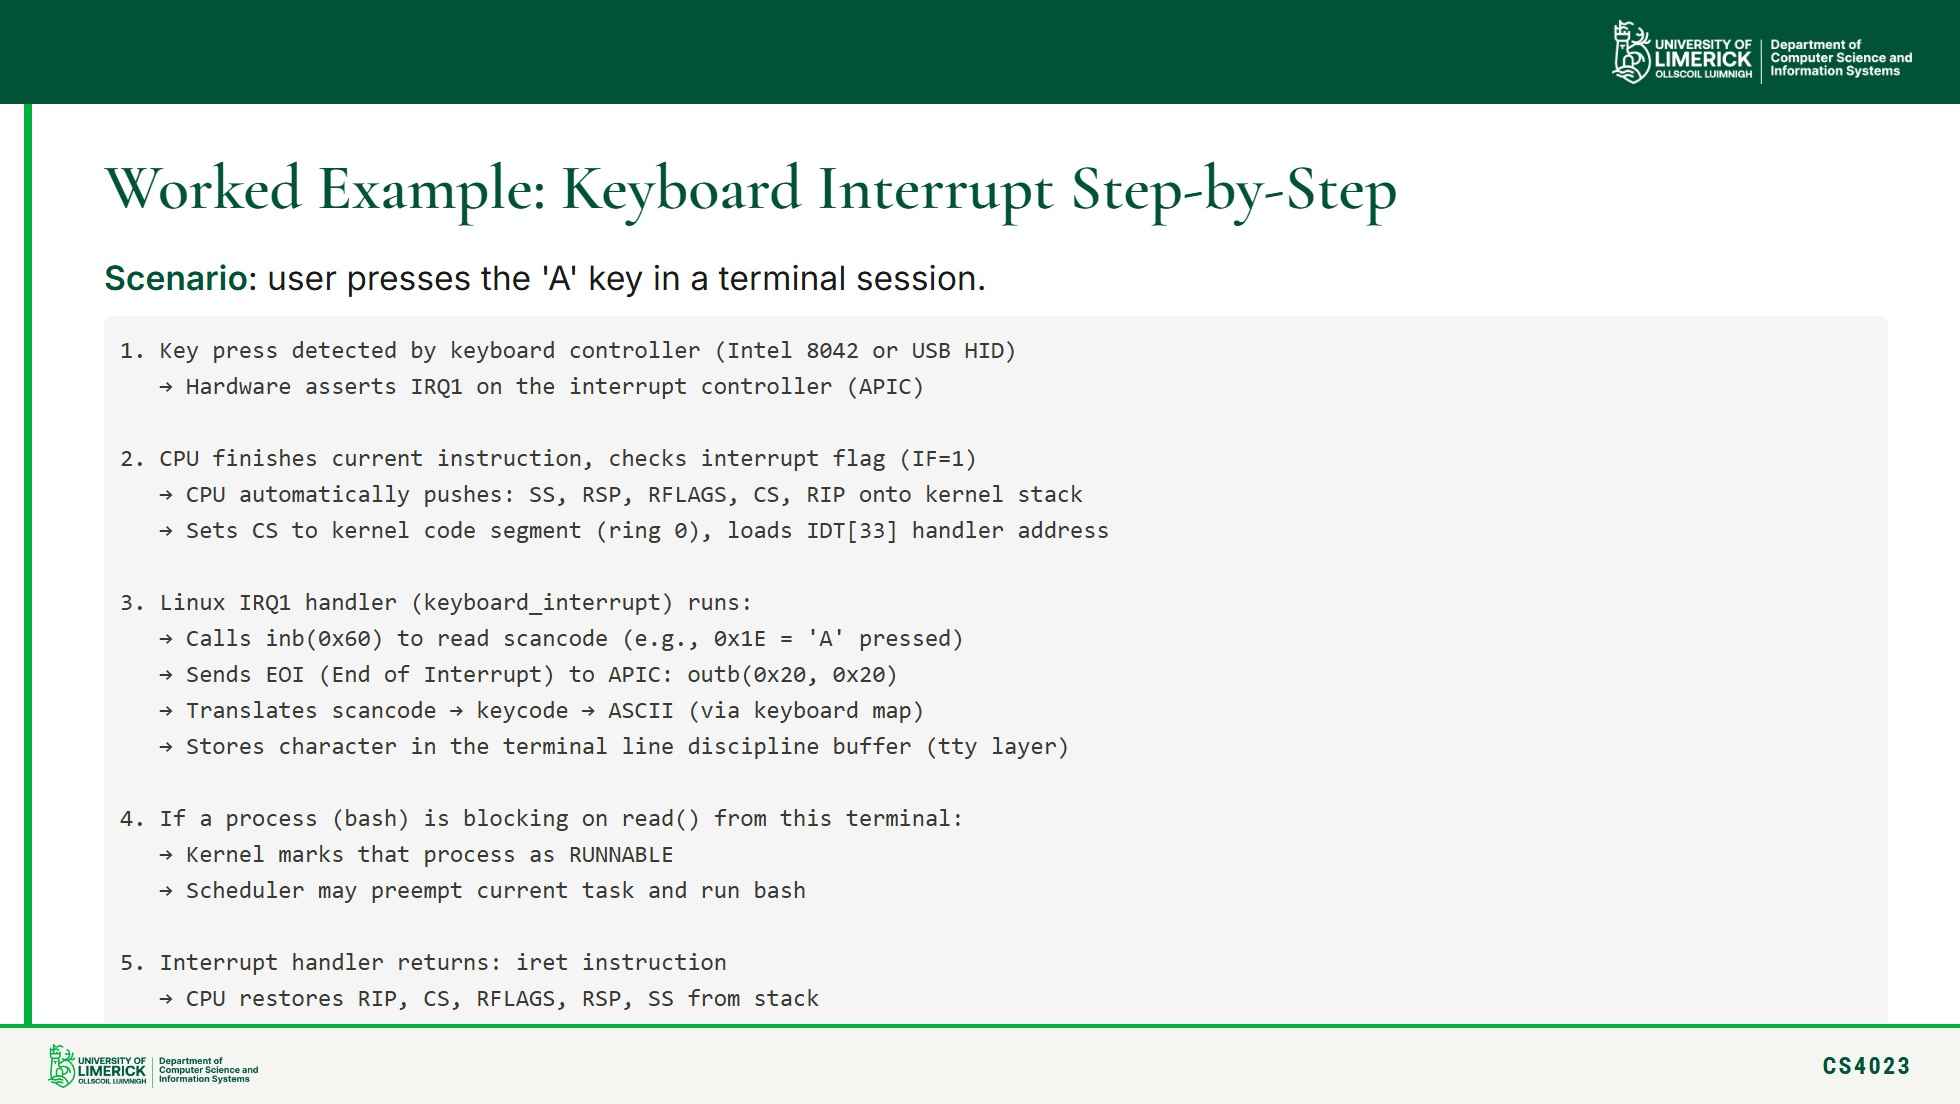 UNIVERSITY OF
LIMERICK
OLLSCOIL LUIMNIGH
Department of
Computer Science and
Information Systems
Worked Example: Keyboard Interrupt Step-by-Step
Scenario: user presses the 'A' key in a terminal session.
1. Key press detected by keyboard controller (Intel 8042 or USB HID)
→ Hardware asserts IRQ1 on the interrupt controller (APIC)
2. CPU finishes current instruction, checks interrupt flag (IF=1)
→ CPU automatically pushes: SS, RSP, RFLAGS, CS, RIP onto kernel stack
→ Sets CS to kernel code segment (ring 0), loads IDT[33] handler address
3. Linux IRQ1 handler (keyboard_interrupt) runs:
→ Calls inb(0x60) to read scancode (e.g., 0x1E = 'A' pressed)
→ Sends EOI (End of Interrupt) to APIC: outb(0x20, 0x20)
→ Translates scancode → keycode → ASCII (via keyboard map)
→ Stores character in the terminal line discipline buffer (tty layer)
4. If a process (bash) is blocking on read() from this terminal:
→ Kernel marks that process as RUNNABLE
→ Scheduler may preempt current task and run bash
5. Interrupt handler returns: iret instruction
→ CPU restores RIP, CS, RFLAGS, RSP, SS from stack
UNIVERSITY OF
LIMERICK
OLLSCOIL LUIMNIGH
Department of
Computer Science and
Information Systems
CS4023